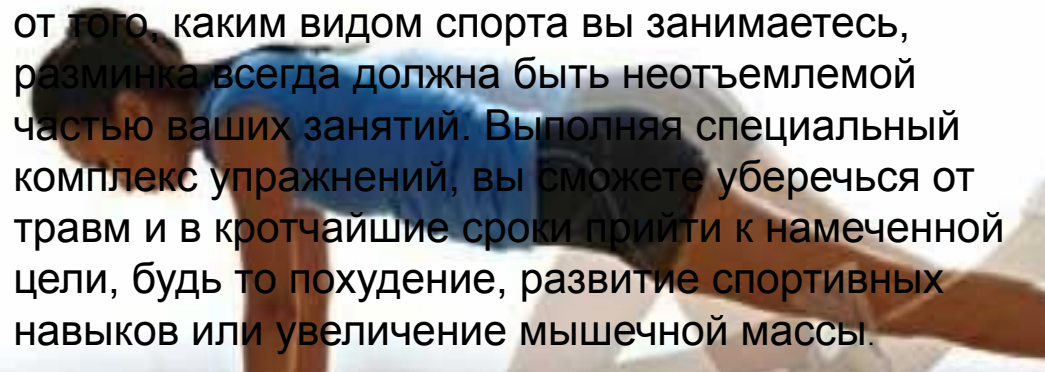 от того, каким видом спорта вы занимаетесь,
разминка всегда должна быть неотъемлемой
частью ваших занятий. Выполняя специальный
комплекс упражнений, вы сможете уберечься от
травм и в кротчайшие сроки прийти к намеченной
цели, будь то похудение, развитие спортивных
навыков или увеличение мышечной массы.